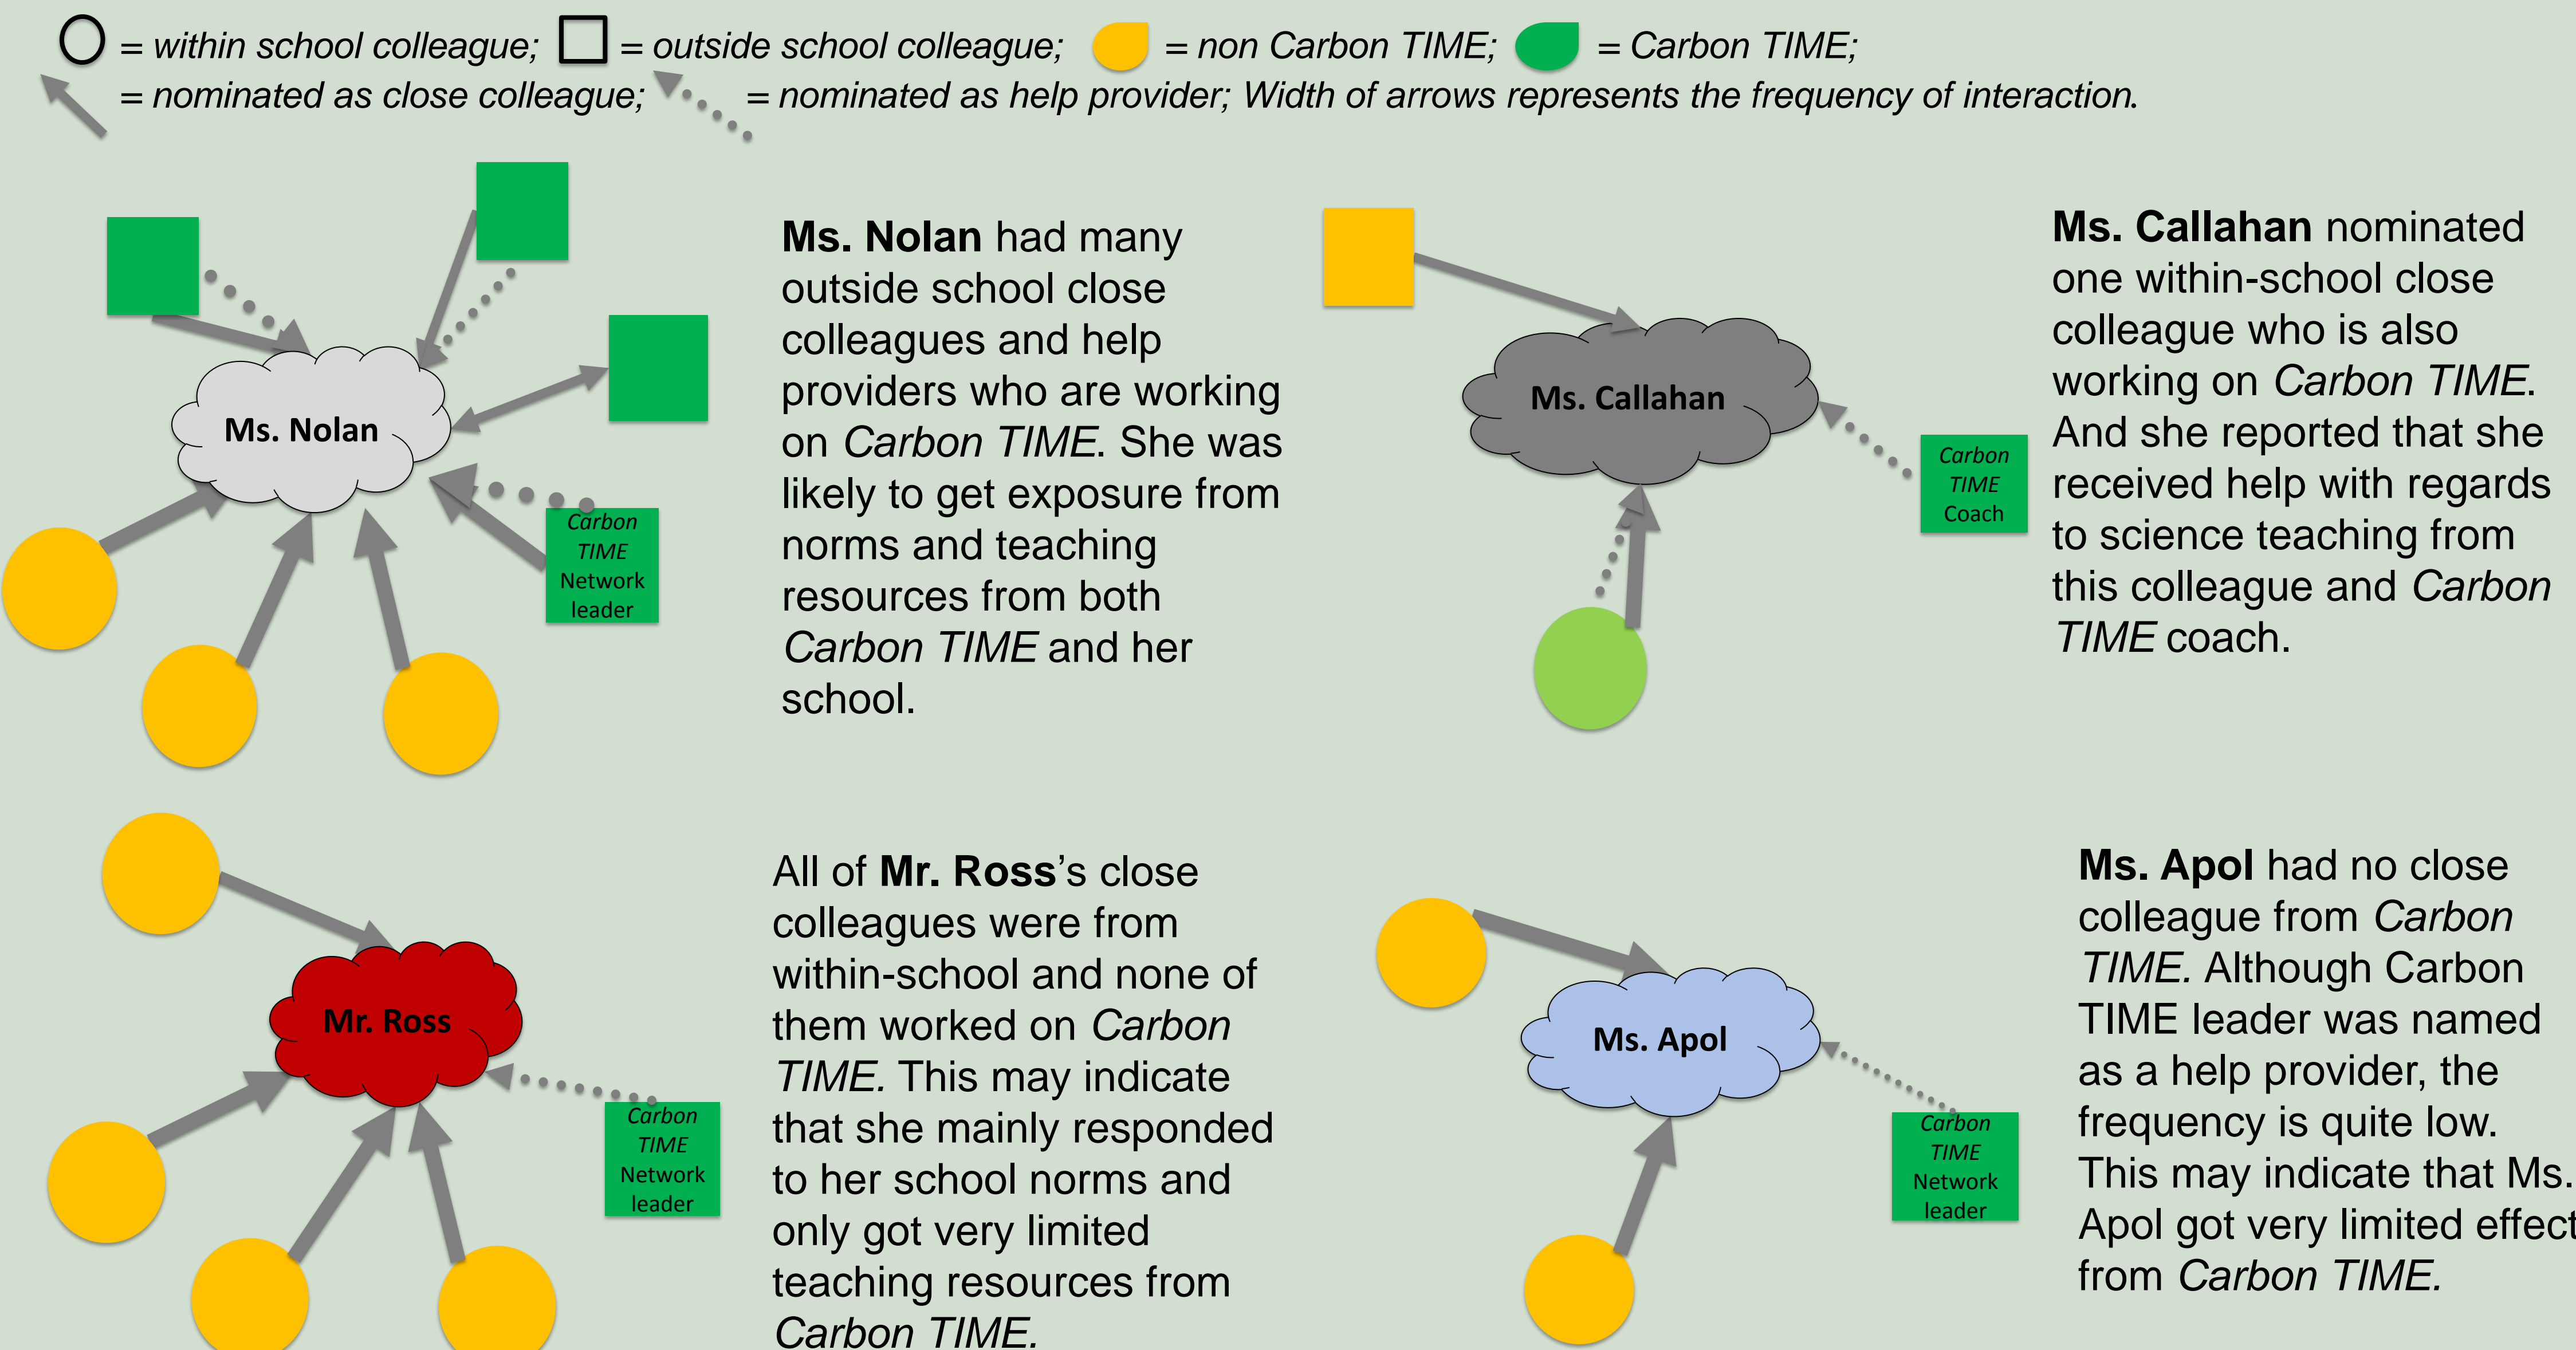 = within school colleague; = outside school colleague; = non Carbon TIME; = Carbon TIME;
= nominated as close colleague; = nominated as help provider; Width of arrows represents the frequency of interaction.
Ms. Nolan
Carbon
TIME
Network
leader
Ms. Nolan had many
outside school close
colleagues and help
providers who are working
on Carbon TIME. She was
likely to get exposure from
norms and teaching
resources from both
Carbon TIME and her
school.
Ms. Callahan
Carbon
TIME
Coach
Ms. Callahan nominated
one within-school close
colleague who is also
working on Carbon TIME.
And she reported that she
received help with regards
to science teaching from
this colleague and Carbon
TIME coach.
Mr. Ross
Carbon
TIME
Network
leader
All of Mr. Ross's close
colleagues were from
within-school and none of
them worked on Carbon
TIME. This may indicate
that she mainly responded
to her school norms and
only got very limited
teaching resources from
Carbon TIME.
Ms. Apol
Carbon
TIME
Network
leader
Ms. Apol had no close
colleague from Carbon
TIME. Although Carbon
TIME leader was named
as a help provider, the
frequency is quite low.
This may indicate that Ms.
Apol got very limited effect
from Carbon TIME.